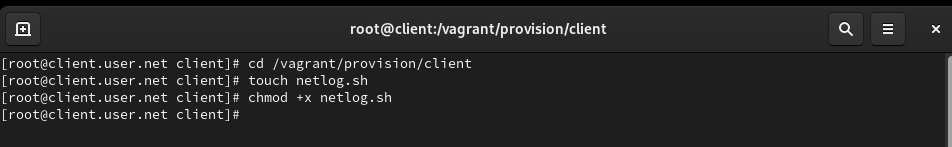 root@client:/vagrant/provision/client
[root@client.user.net client]# cd /vagrant/provision/client
[root@client.user.net client]# touch netlog.sh
[root@client.user.net client]# chmod +x netlog.sh
[root@client.user.net client]#